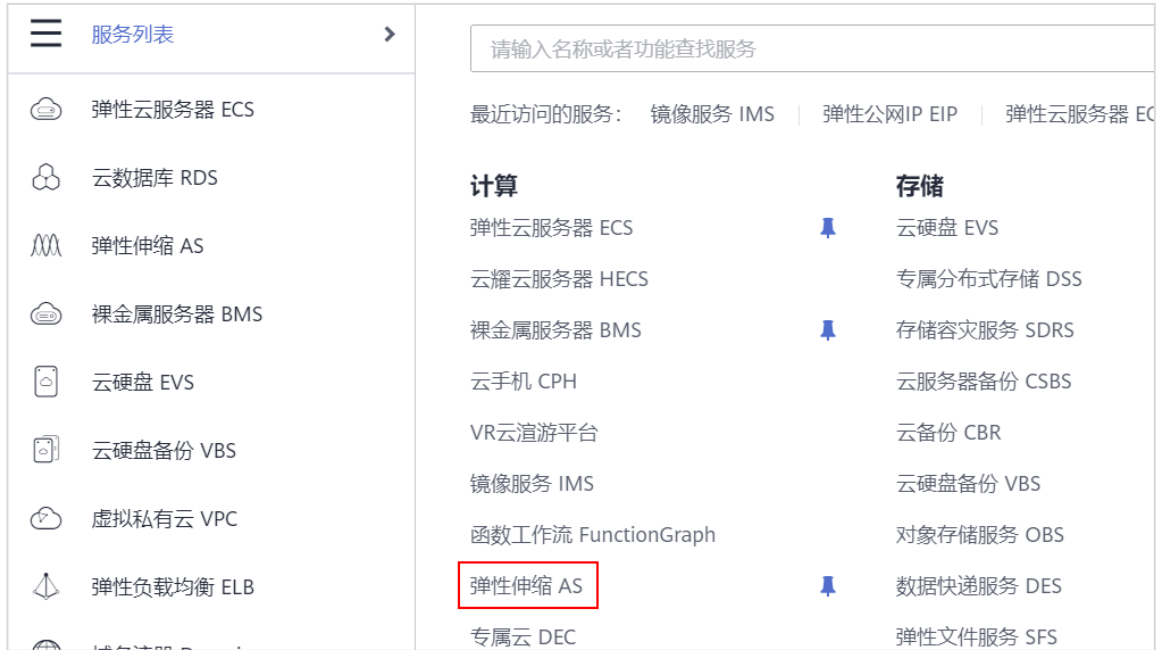 服务列表
弹性云服务器 ECS
云数据库 RDS
弹性伸缩 AS
裸金属服务器 BMS
云硬盘 EVS
云硬盘备份 VBS
虚拟私有云 VPC
弹性负载均衡 ELB
请输入名称或者功能查找服务
最近访问的服务： 镜像服务 IMS 弹性公网IP EIP 弹性云服务器
计算
弹性云服务器 ECS
云耀云服务器 HECS
裸金属服务器 BMS
云手机 CPH
VR云渲游平台
镜像服务 IMS
函数工作流 FunctionGraph
弹性伸缩 AS
专属云 DEC
存储
云硬盘 EVS
专属分布式存储 DSS
存储容灾服务 SDRS
云服务器备份 CSBS
云备份 CBR
云硬盘备份 VBS
对象存储服务 OBS
数据快递服务 DES
弹性文件服务 SFS